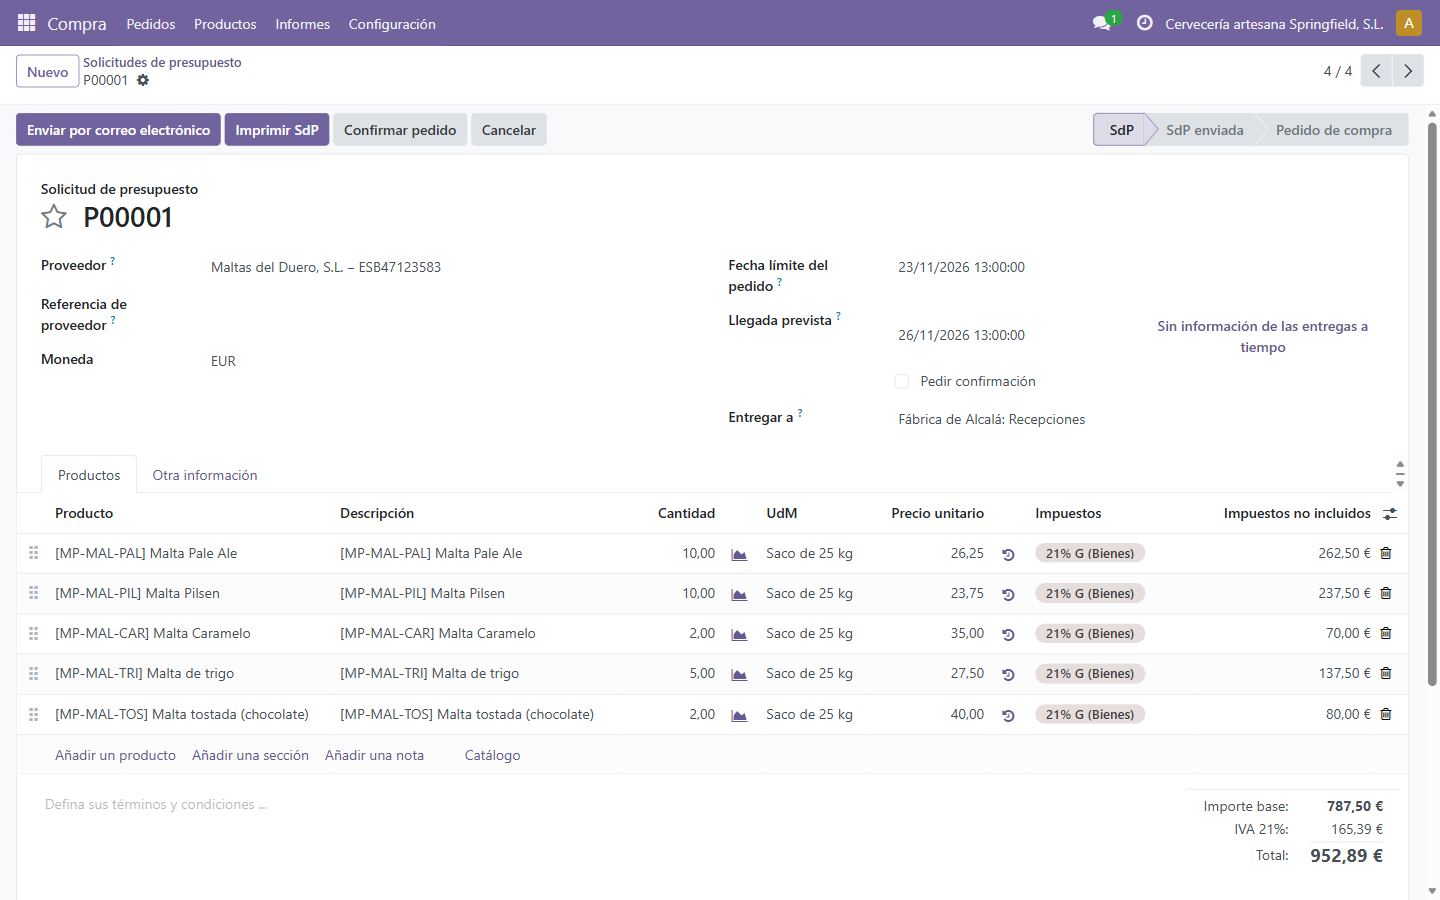 Compra Pedidos Productos Informes Configuración 1 Cervecería artesana Springfield, S.L. A
Nuevo Solicitudes de presupuesto
P00001
4 / 4
Enviar por correo electrónico Imprimir SdP Confirmar pedido Cancelar SdP SdP enviada Pedido de compra
Solicitud de presupuesto
P00001
Proveedor ? Maltas del Duero, S.L. – ESB47123583
Referencia de
proveedor ?
Moneda EUR
Fecha límite del
pedido ? 23/11/2026 13:00:00
Llegada prevista ? 26/11/2026 13:00:00
Sin información de las entregas a
tiempo
Pedir confirmación
Entregar a ? Fábrica de Alcalá: Recepciones
Productos Otra información
Producto Descripción Cantidad UdM Precio unitario Impuestos Impuestos no incluidos
[MP-MAL-PAL] Malta Pale Ale [MP-MAL-PAL] Malta Pale Ale 10,00 Saco de 25 kg 26,25 21% G (Bienes) 262,50 €
[MP-MAL-PIL] Malta Pilsen [MP-MAL-PIL] Malta Pilsen 10,00 Saco de 25 kg 23,75 21% G (Bienes) 237,50 €
[MP-MAL-CAR] Malta Caramelo [MP-MAL-CAR] Malta Caramelo 2,00 Saco de 25 kg 35,00 21% G (Bienes) 70,00 €
[MP-MAL-TRI] Malta de trigo [MP-MAL-TRI] Malta de trigo 5,00 Saco de 25 kg 27,50 21% G (Bienes) 137,50 €
[MP-MAL-TOS] Malta tostada (chocolate) [MP-MAL-TOS] Malta tostada (chocolate) 2,00 Saco de 25 kg 40,00 21% G (Bienes) 80,00 €
Añadir un producto Añadir una sección Añadir una nota Catálogo
Defina sus términos y condiciones ...
Importe base: 787,50 €
IVA 21%: 165,39 €
Total: 952,89 €